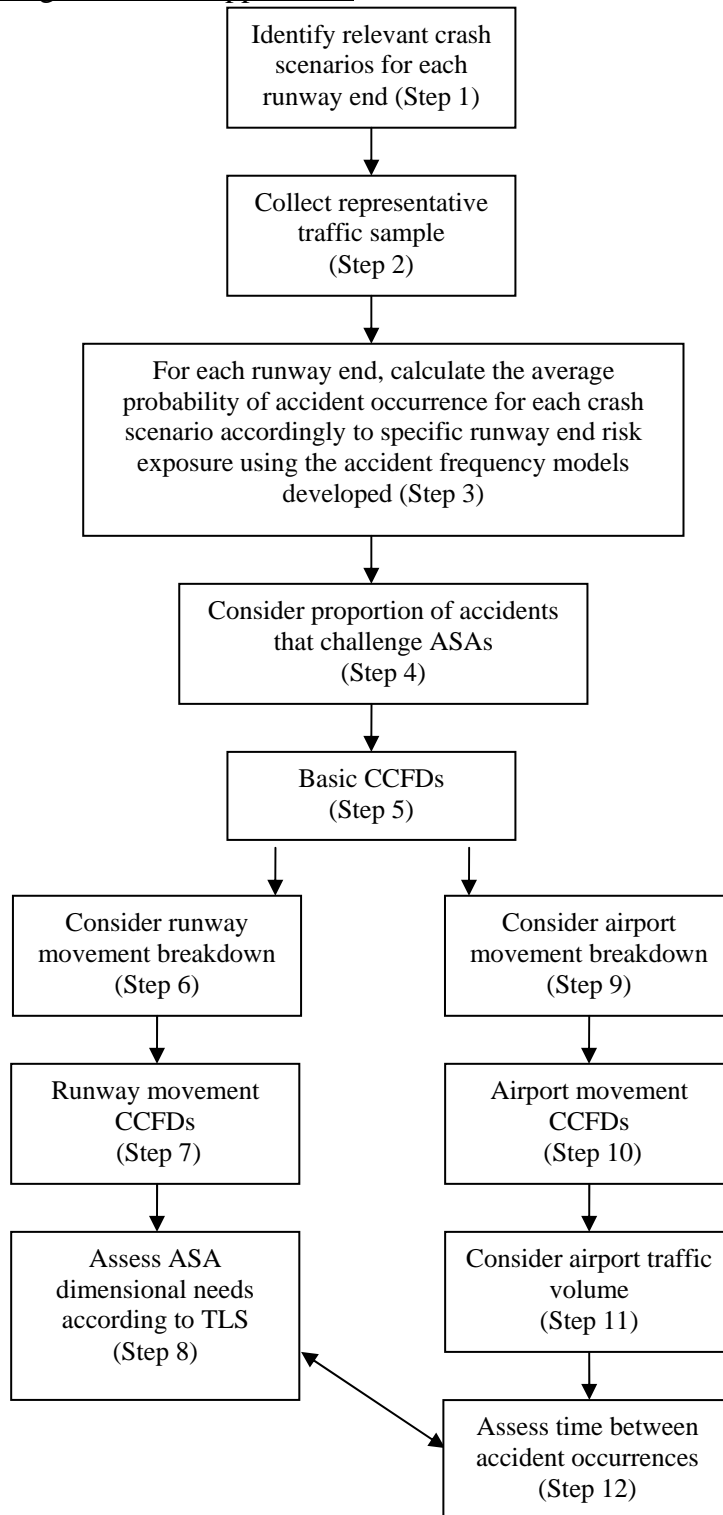 Identify relevant crash
scenarios for each
runway end (Step 1)
Collect representative
traffic sample
(Step 2)
For each runway end, calculate the average
probability of accident occurrence for each crash
scenario accordingly to specific runway end risk
exposure using the accident frequency models
developed (Step 3)
Consider proportion of accidents
that challenge ASAs
(Step 4)
Basic CCFDs
(Step 5)
Consider runway
movement breakdown
(Step 6)
Runway movement
CCFDs
(Step 7)
Assess ASA
dimensional needs
according to TLS
(Step 8)
Consider airport
movement breakdown
(Step 9)
Airport movement
CCFDs
(Step 10)
Consider airport traffic
volume
(Step 11)
Assess time between
accident occurrences
(Step 12)